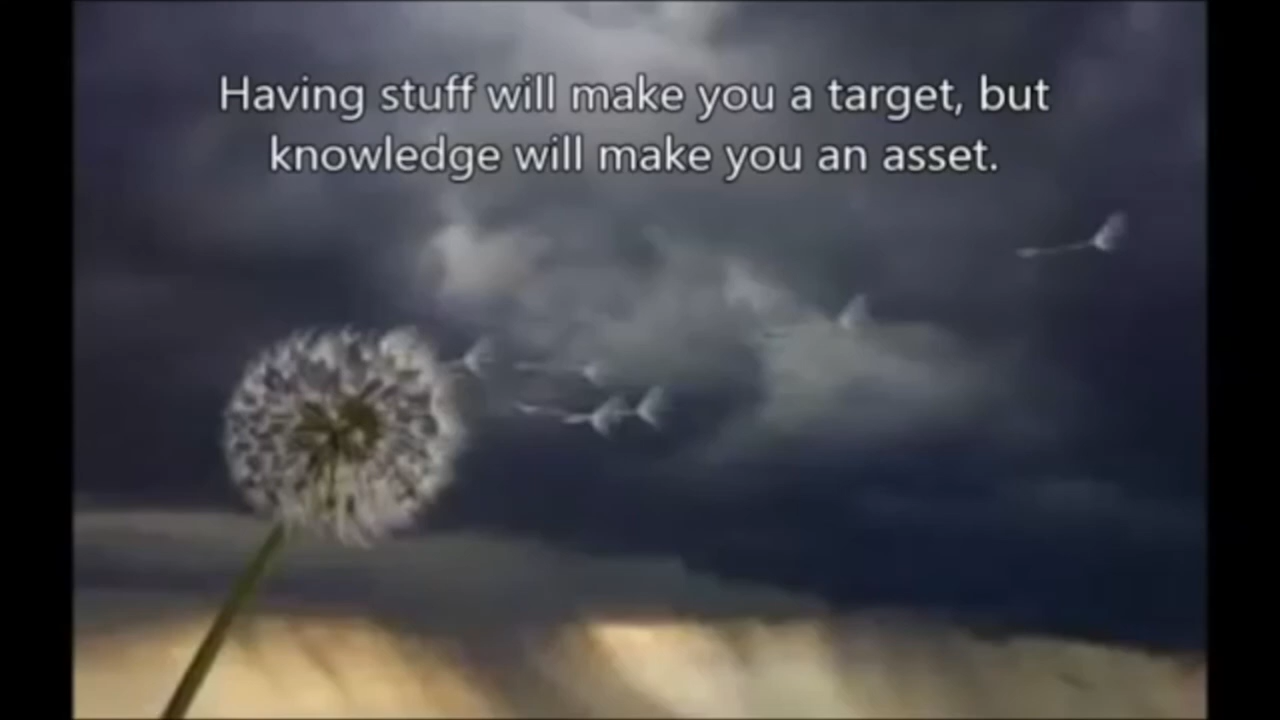 Having stuff will make you a target, but
knowledge will make you an asset.